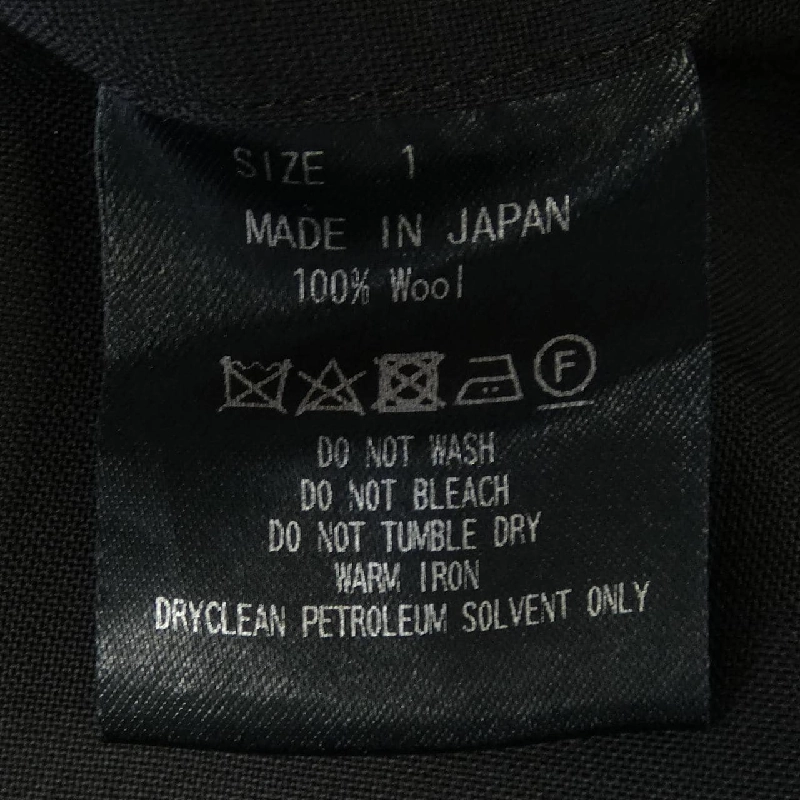 SIZE 1
MADE IN JAPAN
100% Wool
F
DO NOT WASH
DO NOT BLEACH
DO NOT TUMBLE DRY
WARM IRON
DRYCLEAN PETROLEUM SOLVENT ONLY